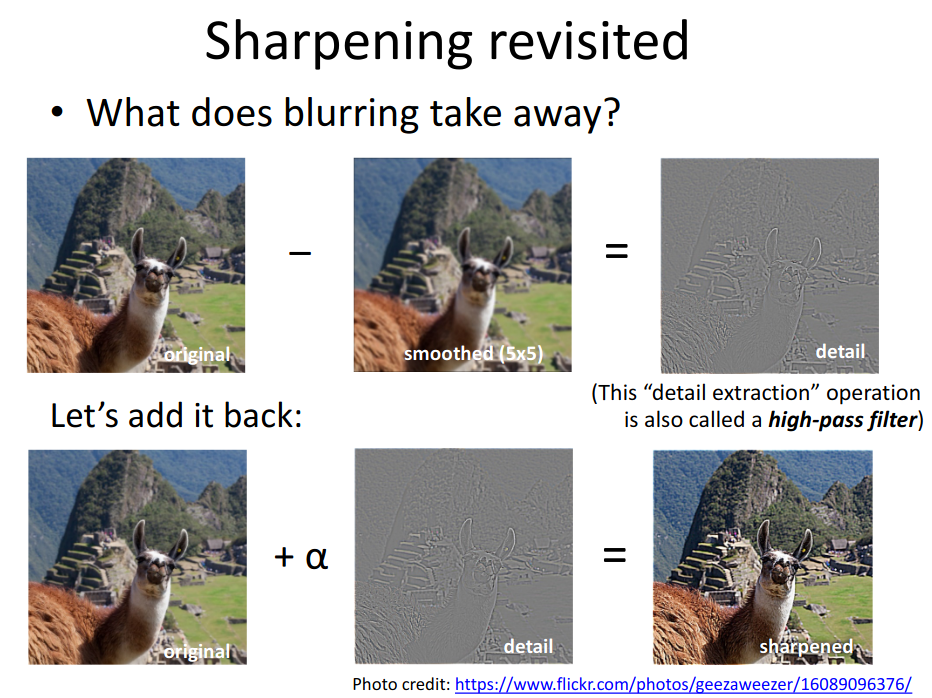 Sharpening revisited
• What does blurring take away?
original
–
smoothed (5x5)
=
detail
(This “detail extraction” operation
is also called a high-pass filter)
Let’s add it back:
original
+ α
detail
=
sharpened
Photo credit: https://www.flickr.com/photos/geezaweezer/16089096376/